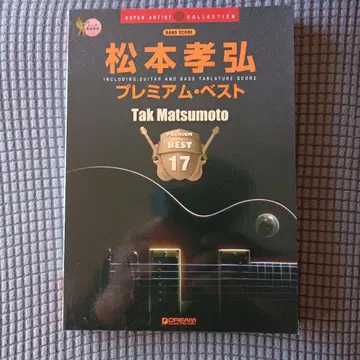 SUPER ARTIST COLLECTION
BAND SCORE
松本孝弘
INCLUDING GUITAR AND BASS TABLATURE SCORE
プレミアム・ベスト
Tak Matsumoto
PREMIUM
BEST
17
DREAM